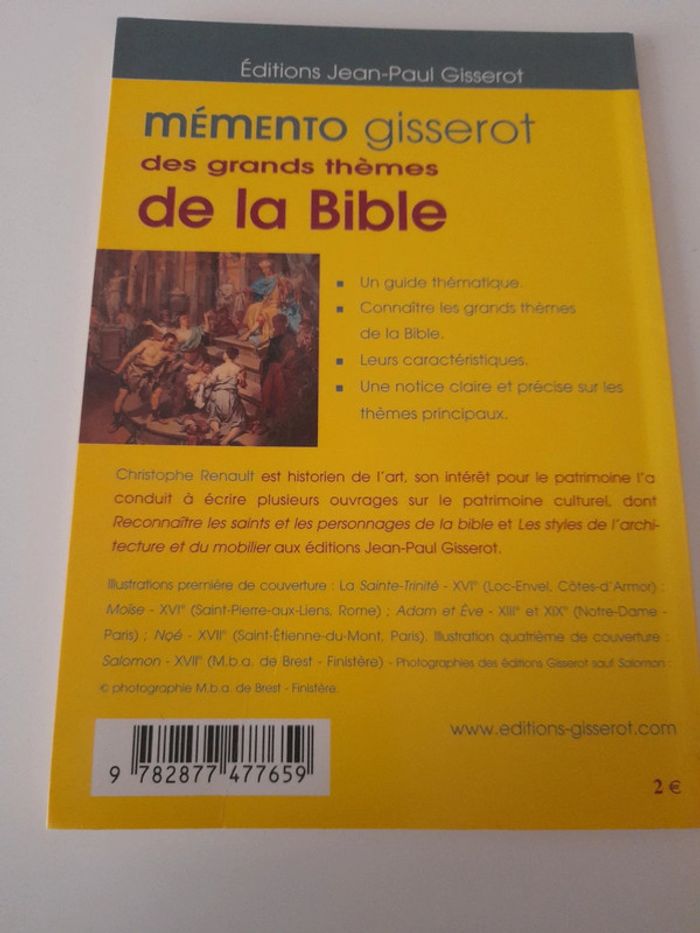 Éditions Jean-Paul Gisserot
mémento gisserot
des grands thèmes
de la Bible
Un guide thématique.
Connaître les grands thèmes
de la Bible.
Leurs caractéristiques.
Une notice claire et précise sur les
thèmes principaux.
Christophe Renault est historien de l'art, son intérêt pour le patrimoine l'a
conduit à écrire plusieurs ouvrages sur le patrimoine culturel, dont
Reconnaître les saints et les personnages de la bible et Les styles de l'archi-
tecture et du mobilier aux éditions Jean-Paul Gisserot.
Illustrations première de couverture : La Sainte-Trinité - XVIe (Loc-Envel, Côtes-d'Armor) ;
Moïse - XVIe (Saint-Pierre-aux-Liens, Rome) ; Adam et Ève - XIIIe et XIXe (Notre-Dame -
Paris) ; Noé - XVIIe (Saint-Étienne-du-Mont, Paris). Illustration quatrième de couverture :
Salomon - XVIIe (M.b.a. de Brest - Finistère) - Photographies des éditions Gisserot sauf Salomon :
© photographie M.b.a. de Brest - Finistère.
www.editions-gisserot.com
9 782877 477659
2 €